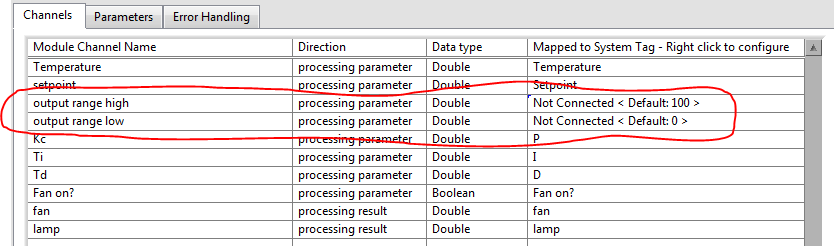 Channels Parameters Error Handling
Module Channel Name Direction Data type Mapped to System Tag - Right click to configure
Temperature processing parameter Double Temperature
setpoint processing parameter Double Setpoint
output range high processing parameter Double Not Connected < Default: 100 >
output range low processing parameter Double Not Connected < Default: 0 >
Kc processing parameter Double P
Ti processing parameter Double I
Td processing parameter Double D
Fan on? processing parameter Boolean Fan on?
fan processing result Double fan
lamp processing result Double lamp